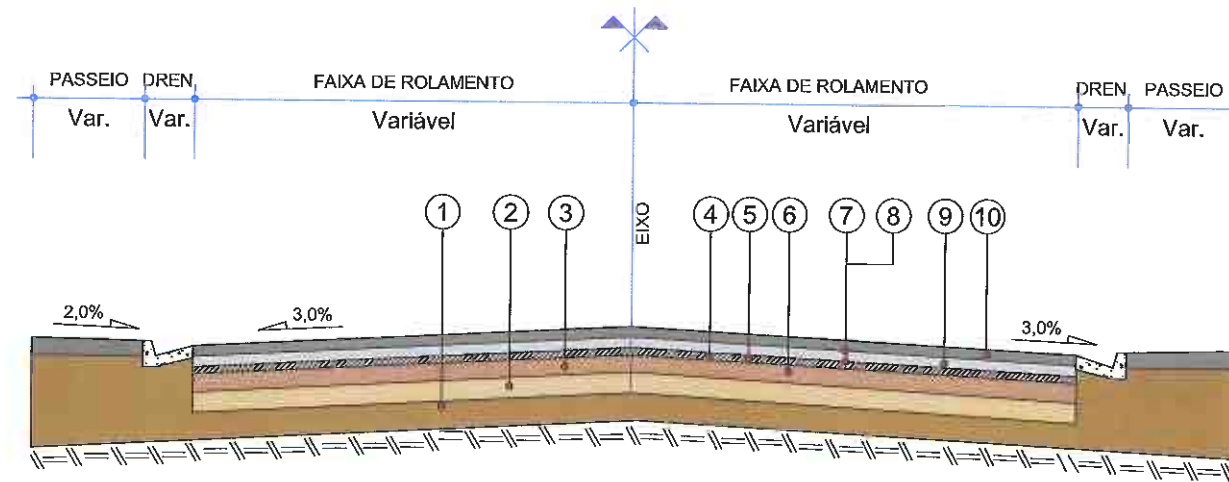 PASSEIO DREN. FAIXA DE ROLAMENTO FAIXA DE ROLAMENTO DREN. PASSEIO
Var. Var. Variável Variável Var. Var.
1 2 3 4 5 6 7 8 9 10
EIXO
2,0% 3,0% 3,0%